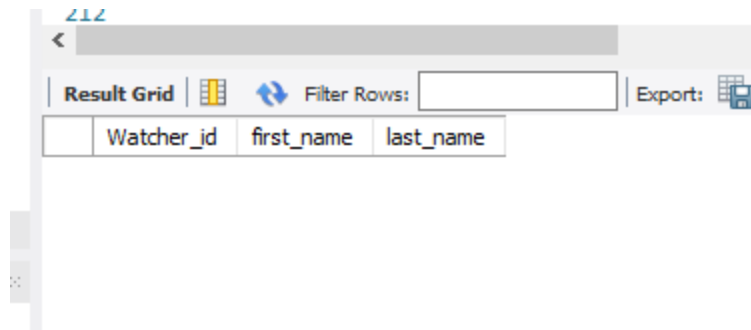 212
Result Grid Filter Rows: Export:
Watcher_id first_name last_name